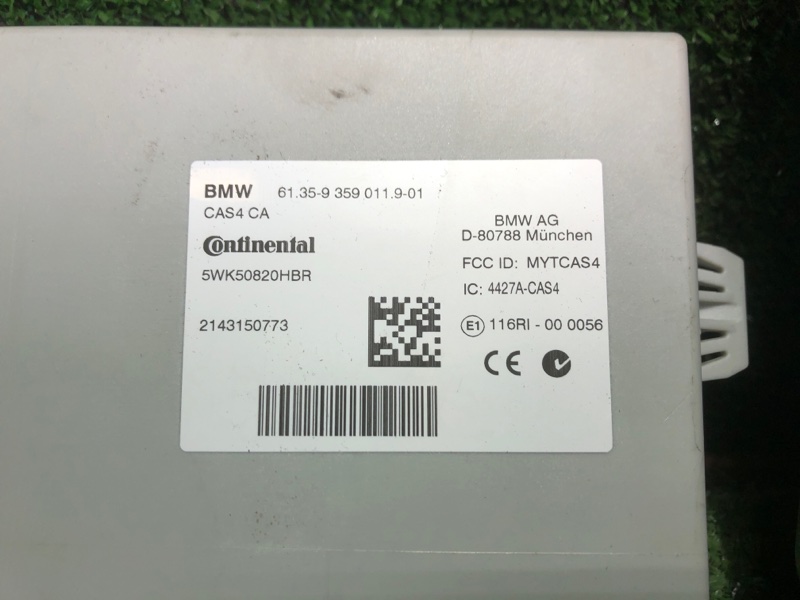 BMW 61.35-9 359 011.9-01
CAS4 CA
Continental
5WK50820HBR
2143150773
BMW AG
D-80788 München
FCC ID: MYTCAS4
IC: 4427A-CAS4
E1 116RI - 00 0056
CE